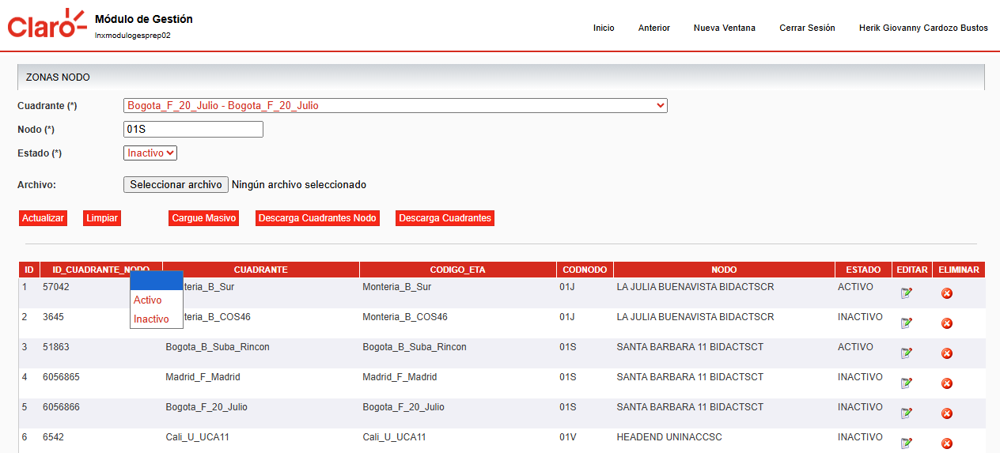 Claro
Módulo de Gestión
lnxmodulogesprep02
Inicio Anterior Nueva Ventana Cerrar Sesión Herik Giovanny Cardozo Bustos
ZONAS NODO
Cuadrante (*) Bogota_F_20_Julio - Bogota_F_20_Julio
Nodo (*) 01S
Estado (*) Inactivo
Archivo: Seleccionar archivo Ningún archivo seleccionado
Actualizar Limpiar Cargue Masivo Descarga Cuadrantes Nodo Descarga Cuadrantes
ID ID_CUADRANTE_NODO CUADRANTE CODIGO_ETA CODNODO NODO ESTADO EDITAR ELIMINAR
1 57042 teria_B_Sur Monteria_B_Sur 01J LA JULIA BUENAVISTA BIDACTSCR ACTIVO
Activo
Inactivo
2 3645 teria_B_COS46 Monteria_B_COS46 01J LA JULIA BUENAVISTA BIDACTSCR INACTIVO
3 51863 Bogota_B_Suba_Rincon Bogota_B_Suba_Rincon 01S SANTA BARBARA 11 BIDACTSCT ACTIVO
4 6056865 Madrid_F_Madrid Madrid_F_Madrid 01S SANTA BARBARA 11 BIDACTSCT INACTIVO
5 6056866 Bogota_F_20_Julio Bogota_F_20_Julio 01S SANTA BARBARA 11 BIDACTSCT INACTIVO
6 6542 Cali_U_UCA11 Cali_U_UCA11 01V HEADEND UNINACCSC INACTIVO